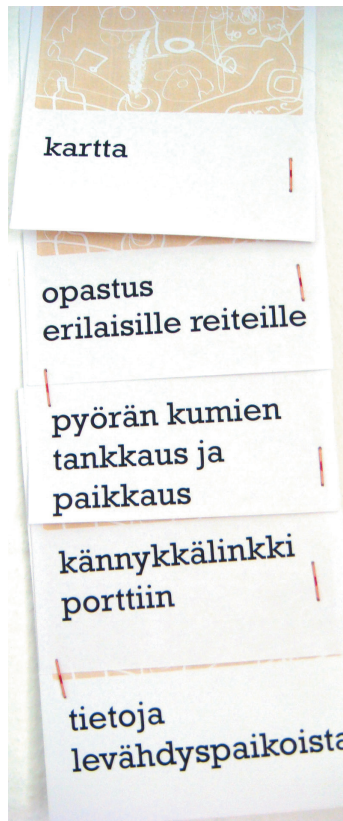 kartta
opastus
erilaisille reiteille
pyörän kumien
tankkaus ja
paikkaus
kännykkälinkki
porttiin
tietoja
levähdyspaikoista